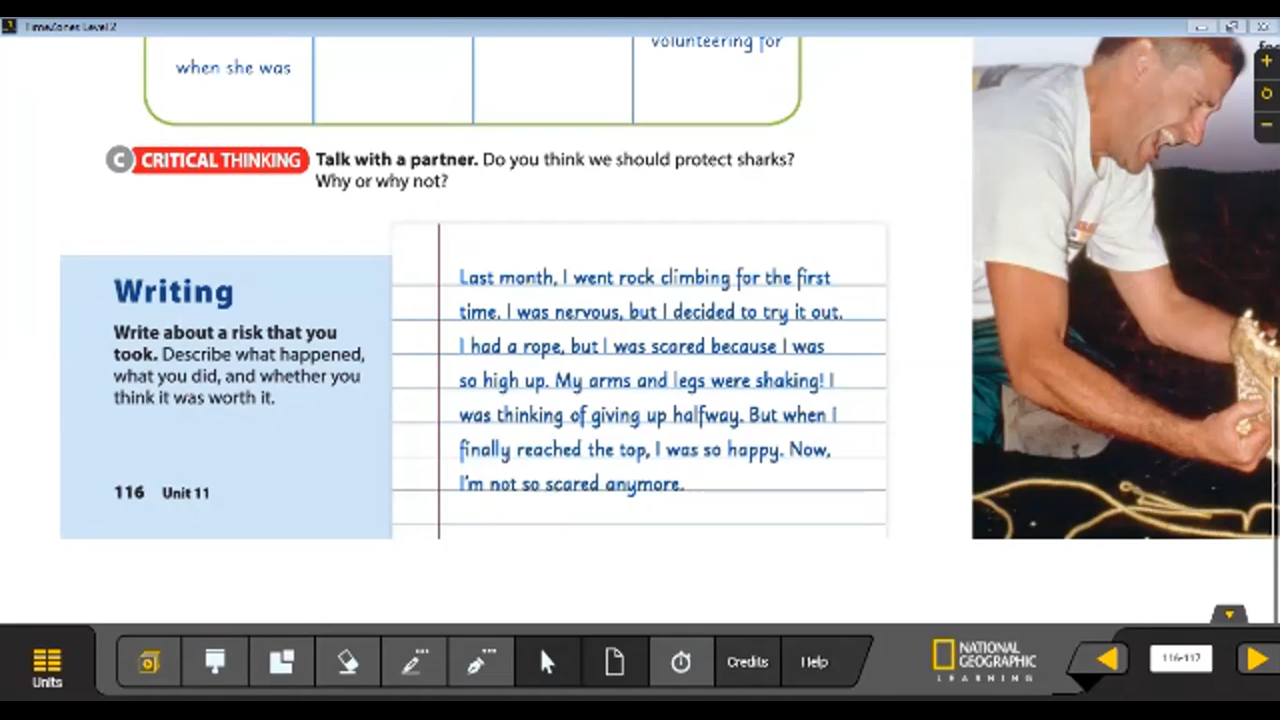 TimeZones Level 2
volunteering for
when she was
C CRITICAL THINKING Talk with a partner. Do you think we should protect sharks?
Why or why not?
Writing
Write about a risk that you
took. Describe what happened,
what you did, and whether you
think it was worth it.
116 Unit 11
Last month, I went rock climbing for the first
time. I was nervous, but I decided to try it out.
I had a rope, but I was scared because I was
so high up. My arms and legs were shaking! I
was thinking of giving up halfway. But when I
finally reached the top, I was so happy. Now,
I'm not so scared anymore.
Units
Credits
Help
NATIONAL
GEOGRAPHIC
LEARNING
116-117